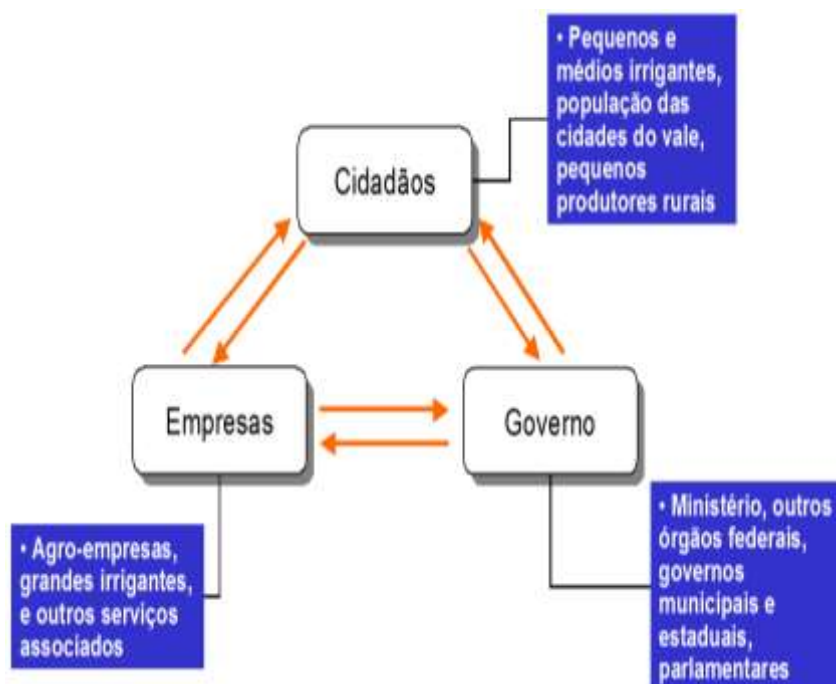 • Pequenos e
médios irrigantes,
população das
cidades do vale,
pequenos
produtores rurais
Cidadãos
Empresas
Governo
• Agro-empresas,
grandes irrigantes,
e outros serviços
associados
• Ministério, outros
órgãos federais,
governos
municipais e
estaduais,
parlamentares